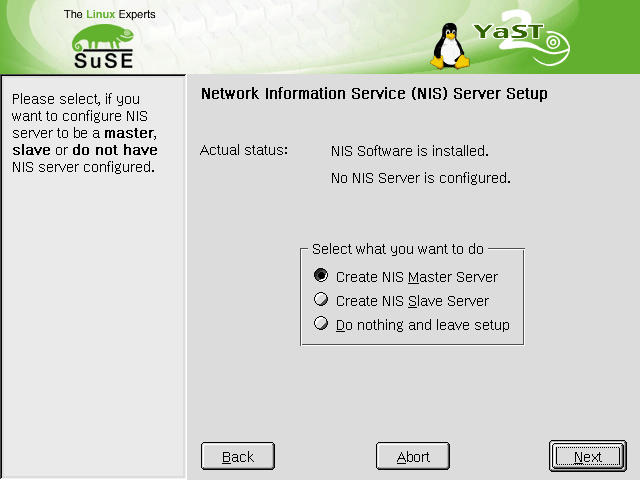 The Linux Experts
SuSE
YaST
2
Please select, if you
want to configure NIS
server to be a master,
slave or do not have
NIS server configured.
Network Information Service (NIS) Server Setup
Actual status:
NIS Software is installed.
No NIS Server is configured.
Select what you want to do
Create NIS Master Server
Create NIS Slave Server
Do nothing and leave setup
Back
Abort
Next